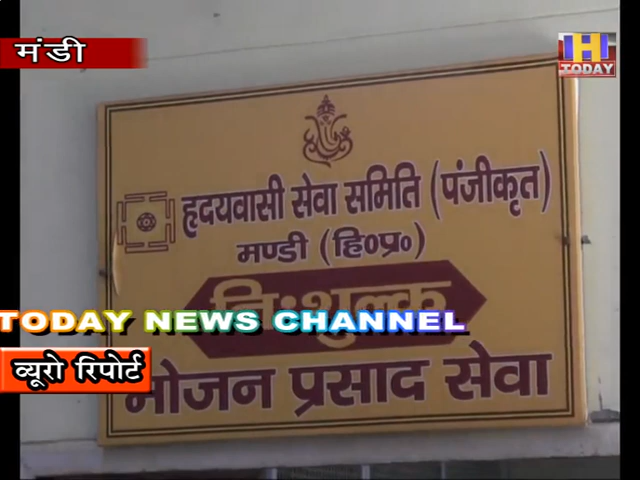 मंडी
H
TODAY
हृदयवासी सेवा समिति (पंजीकृत)
मण्डी (हि०प्र०)
निःशुल्क
TODAY NEWS CHANNEL
ब्यूरो रिपोर्ट
भोजन प्रसाद सेवा
H